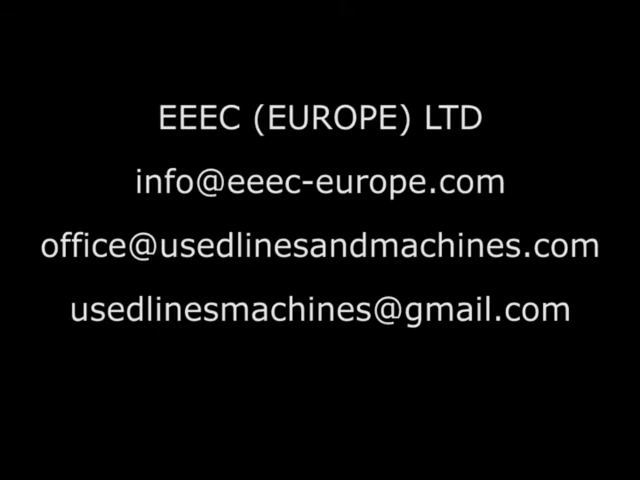 EEEC (EUROPE) LTD
info@eeec-europe.com
office@usedlinesandmachines.com
usedlinesmachines@gmail.com